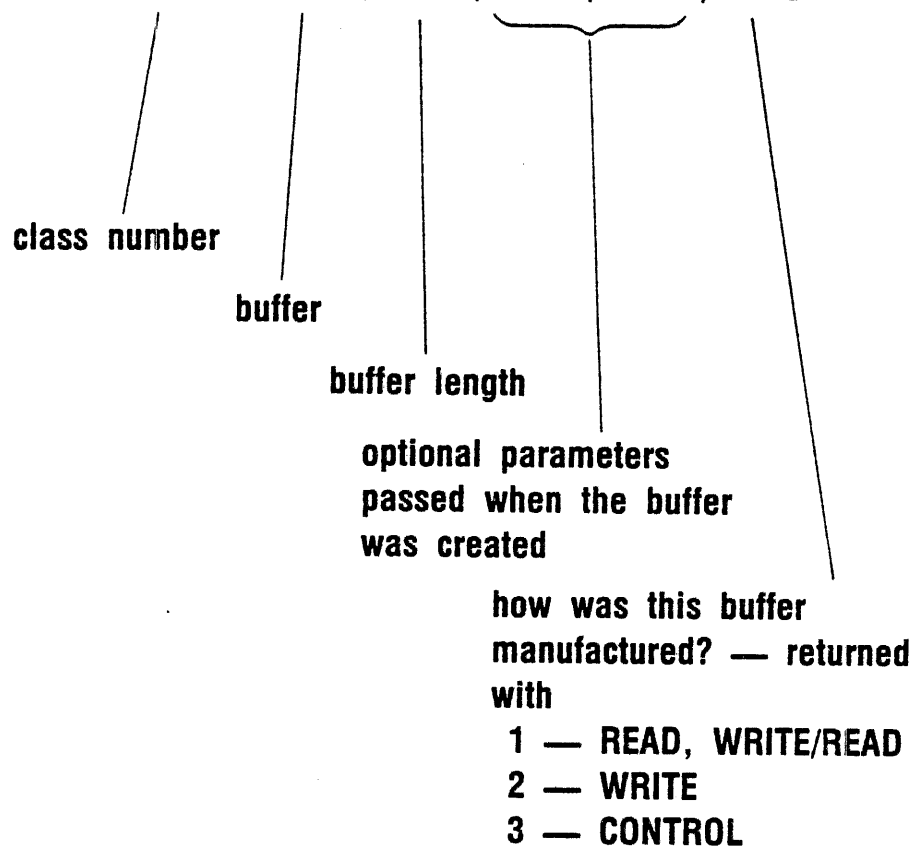 class number
buffer
buffer length
optional parameters
passed when the buffer
was created
how was this buffer
manufactured? — returned
with
1 — READ, WRITE/READ
2 — WRITE
3 — CONTROL